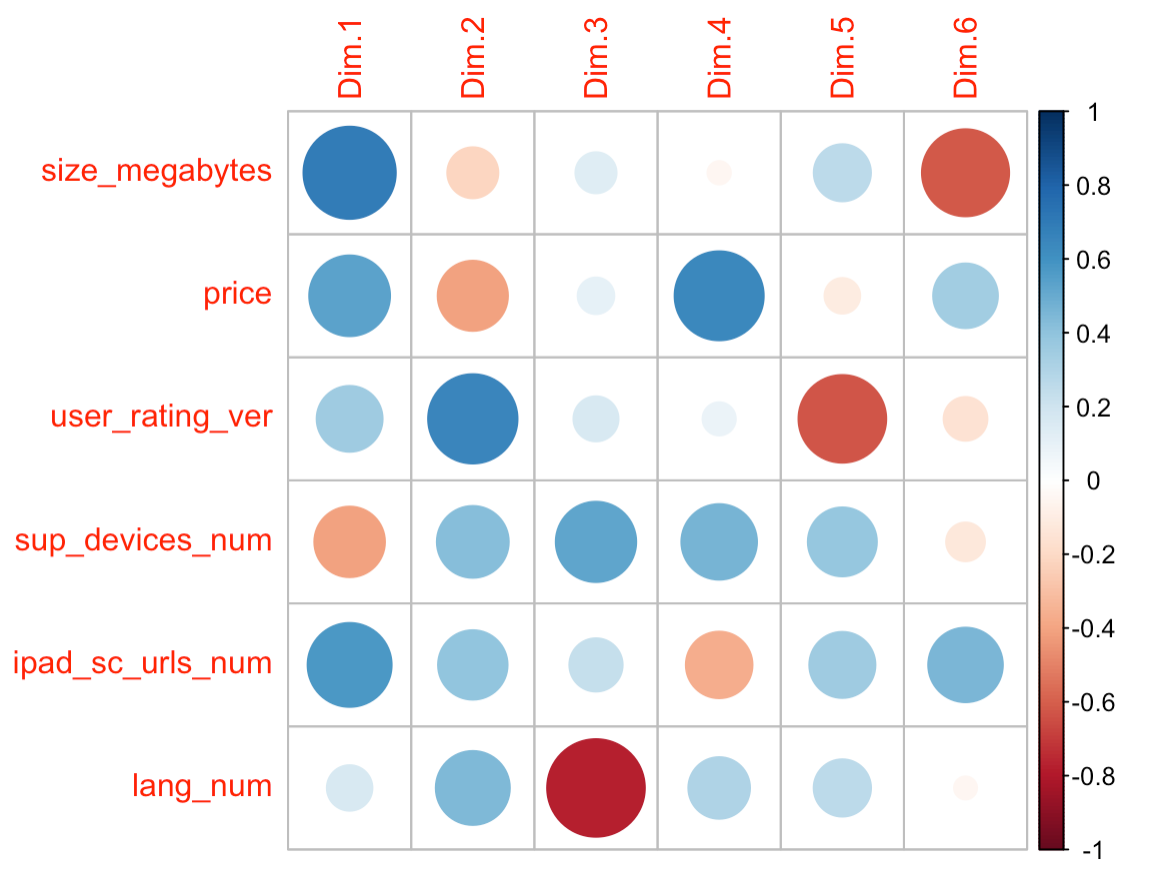 Dim.1 Dim.2 Dim.3 Dim.4 Dim.5 Dim.6
size_megabytes
price
user_rating_ver
sup_devices_num
ipad_sc_urls_num
lang_num
1
0.8
0.6
0.4
0.2
0
-0.2
-0.4
-0.6
-0.8
-1